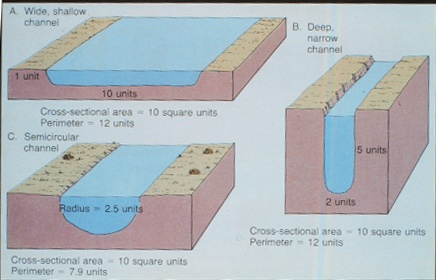 A. Wide, shallow
channel
1 unit
10 units
Cross-sectional area = 10 square units
Perimeter = 12 units
B. Deep,
narrow
channel
5 units
2 units
Cross-sectional area = 10 square units
Perimeter = 12 units
C. Semicircular
channel
Radius = 2.5 units
Cross-sectional area = 10 square units
Perimeter = 7.9 units